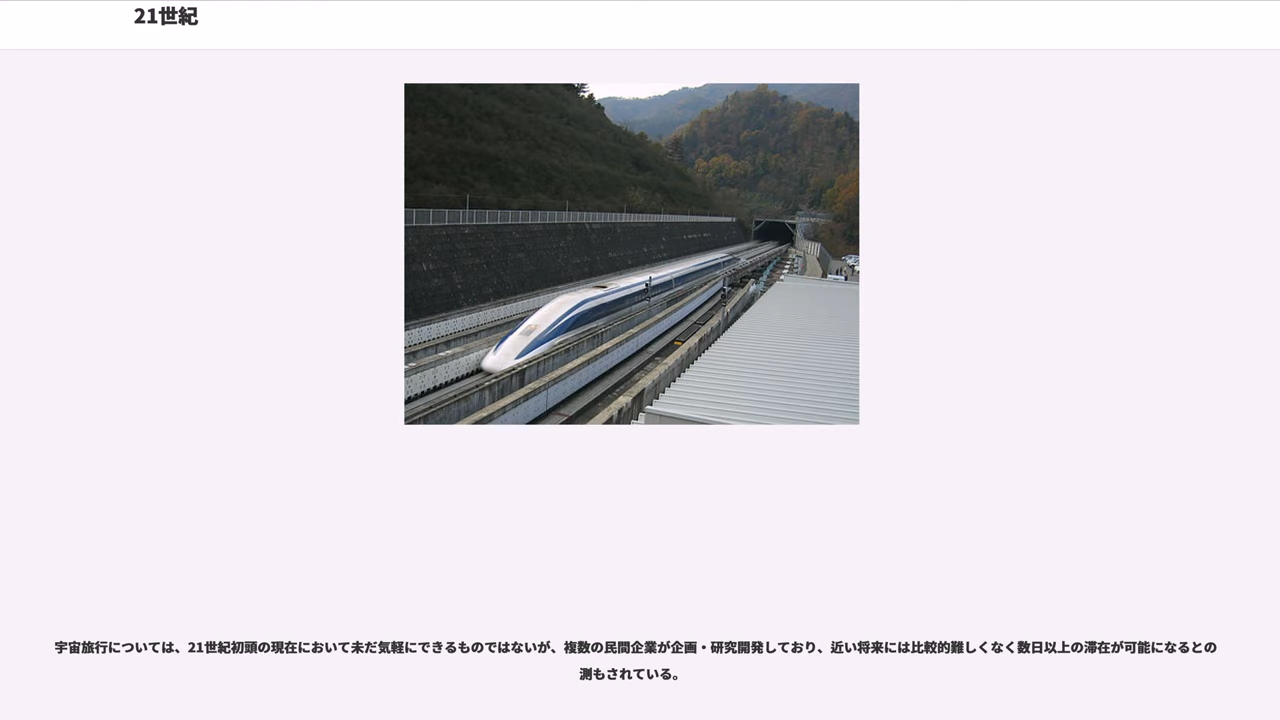 21世紀
宇宙旅行については、21世紀初頭の現在において未だ気軽にできるものではないが、複数の民間企業が企画・研究開発しており、近い将来には比較的難しくなく数日以上の滞在が可能になるとの
測もされている。